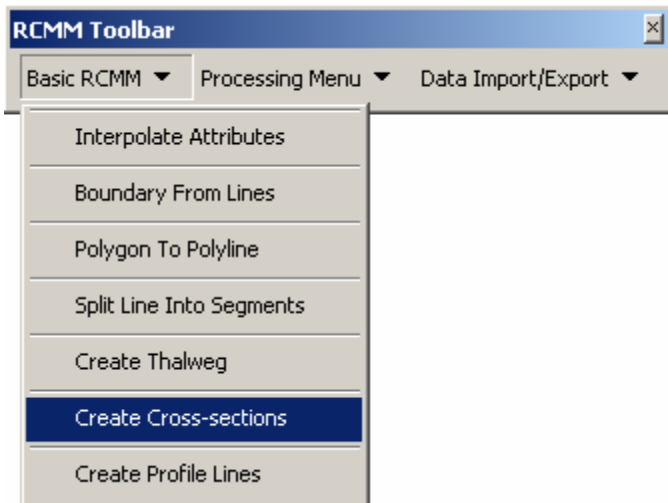 RCMM Toolbar
Basic RCMM Processing Menu Data Import/Export
Interpolate Attributes
Boundary From Lines
Polygon To Polyline
Split Line Into Segments
Create Thalweg
Create Cross-sections
Create Profile Lines